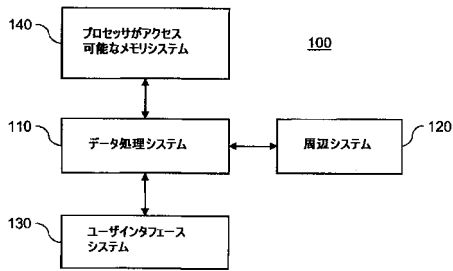 140
プロセッサがアクセス
可能なメモリシステム
100
110
データ処理システム
周辺システム
120
130
ユーザインタフェース
システム